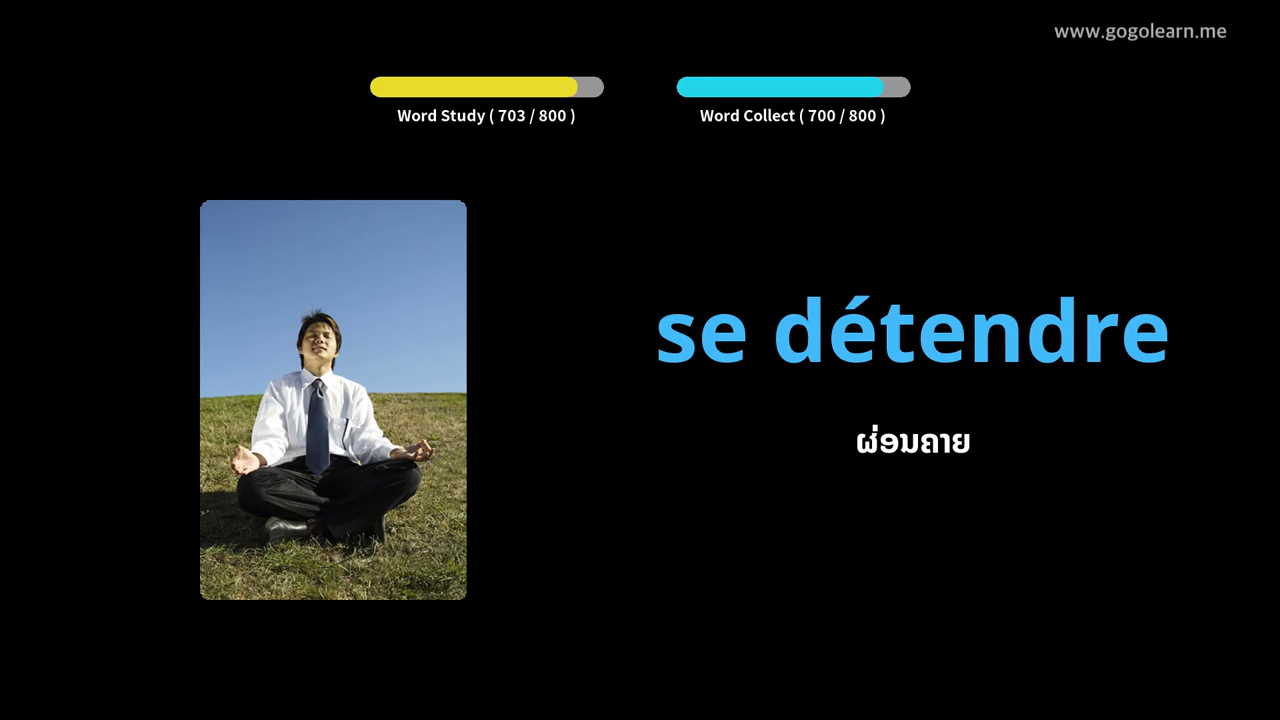 www.gogolearn.me
Word Study ( 703 / 800 )
Word Collect ( 700 / 800 )
se détendre
ຜ່ອນຄາຍ